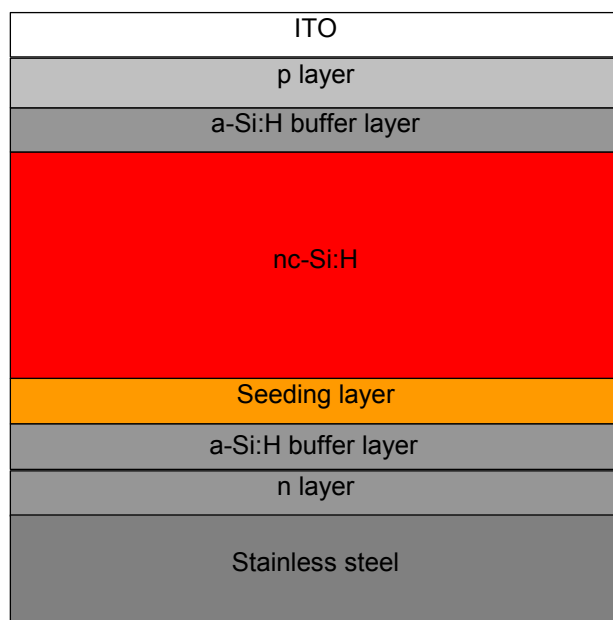 ITO
p layer
a-Si:H buffer layer
nc-Si:H
Seeding layer
a-Si:H buffer layer
n layer
Stainless steel